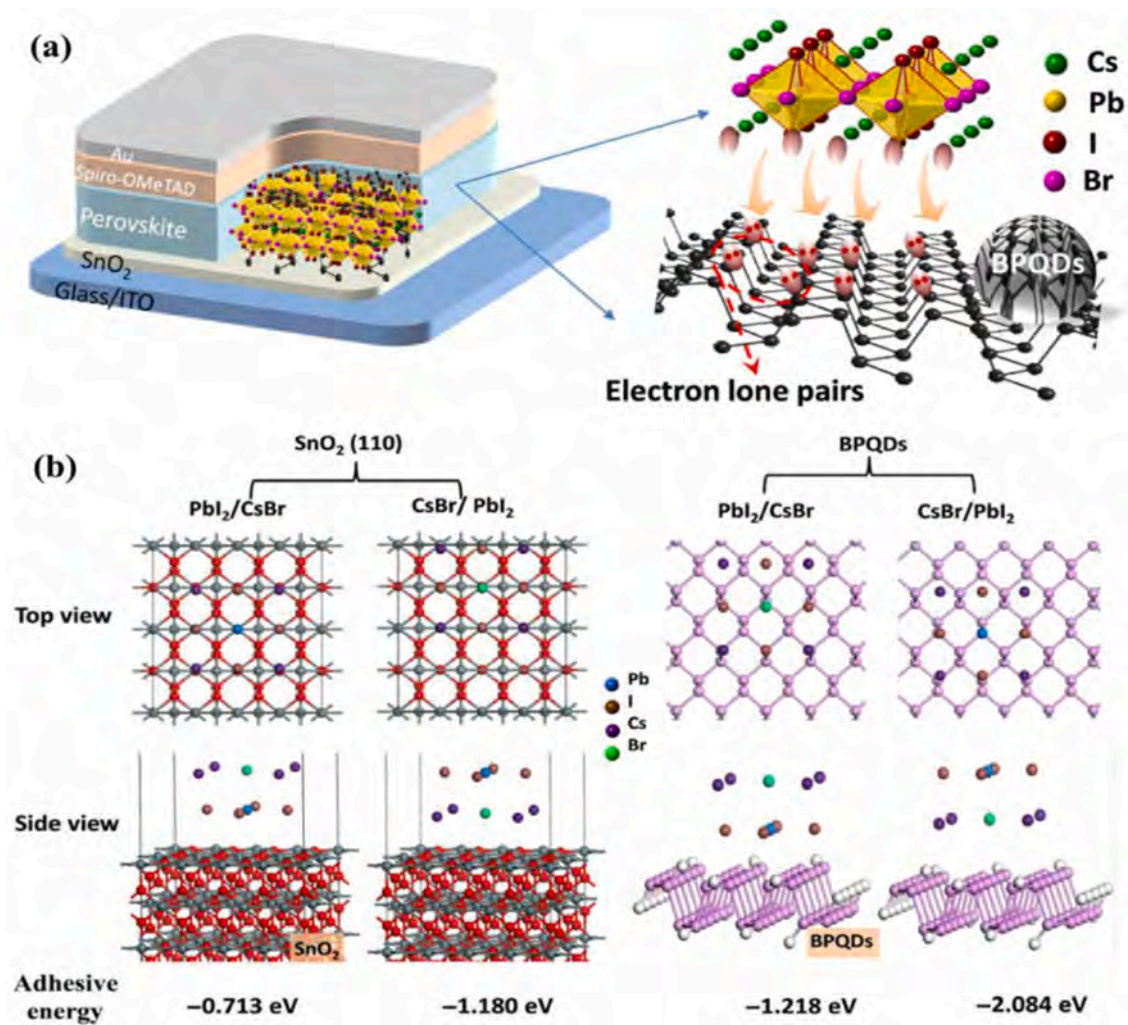 (a)
Au
Spiro-OMeTAD
Perovskite
SnO₂
Glass/ITO
Cs
Pb
I
Br
BPQDs
Electron lone pairs
(b)
SnO₂ (110)
BPQDs
PbI₂/CsBr
CsBr/ PbI₂
PbI₂/CsBr
CsBr/PbI₂
Top view
Pb
I
Cs
Br
Side view
SnO₂
BPQDs
Adhesive
energy
−0.713 eV
−1.180 eV
−1.218 eV
−2.084 eV